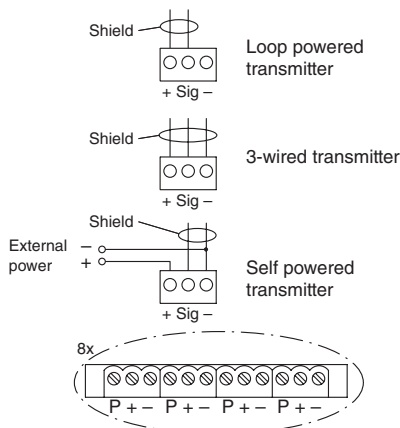 Shield
Loop powered
transmitter
+ Sig –
Shield
3-wired transmitter
+ Sig –
Shield
External
power
–
+
Self powered
transmitter
+ Sig –
8x
P + – P + – P + – P + –